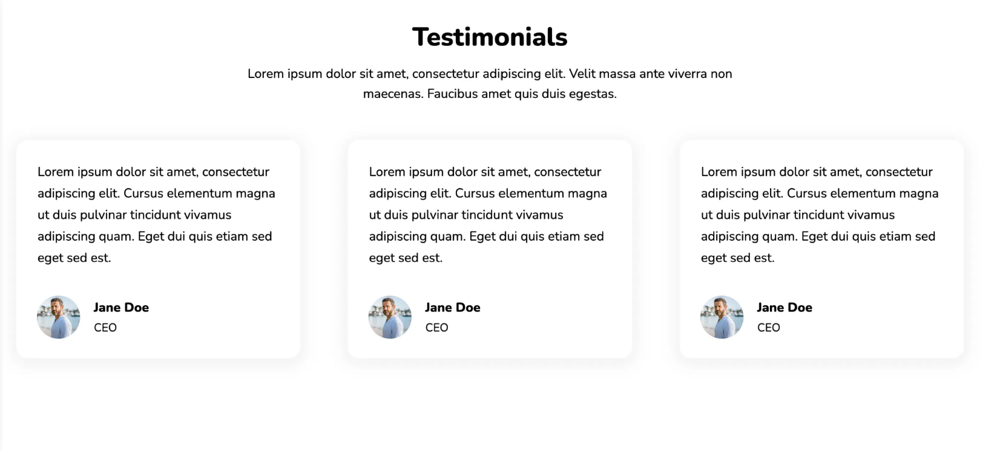 Testimonials
Lorem ipsum dolor sit amet, consectetur adipiscing elit. Velit massa ante viverra non
maecenas. Faucibus amet quis duis egestas.
Lorem ipsum dolor sit amet, consectetur
adipiscing elit. Cursus elementum magna
ut duis pulvinar tincidunt vivamus
adipiscing quam. Eget dui quis etiam sed
eget sed est.
Jane Doe
CEO
Lorem ipsum dolor sit amet, consectetur
adipiscing elit. Cursus elementum magna
ut duis pulvinar tincidunt vivamus
adipiscing quam. Eget dui quis etiam sed
eget sed est.
Jane Doe
CEO
Lorem ipsum dolor sit amet, consectetur
adipiscing elit. Cursus elementum magna
ut duis pulvinar tincidunt vivamus
adipiscing quam. Eget dui quis etiam sed
eget sed est.
Jane Doe
CEO